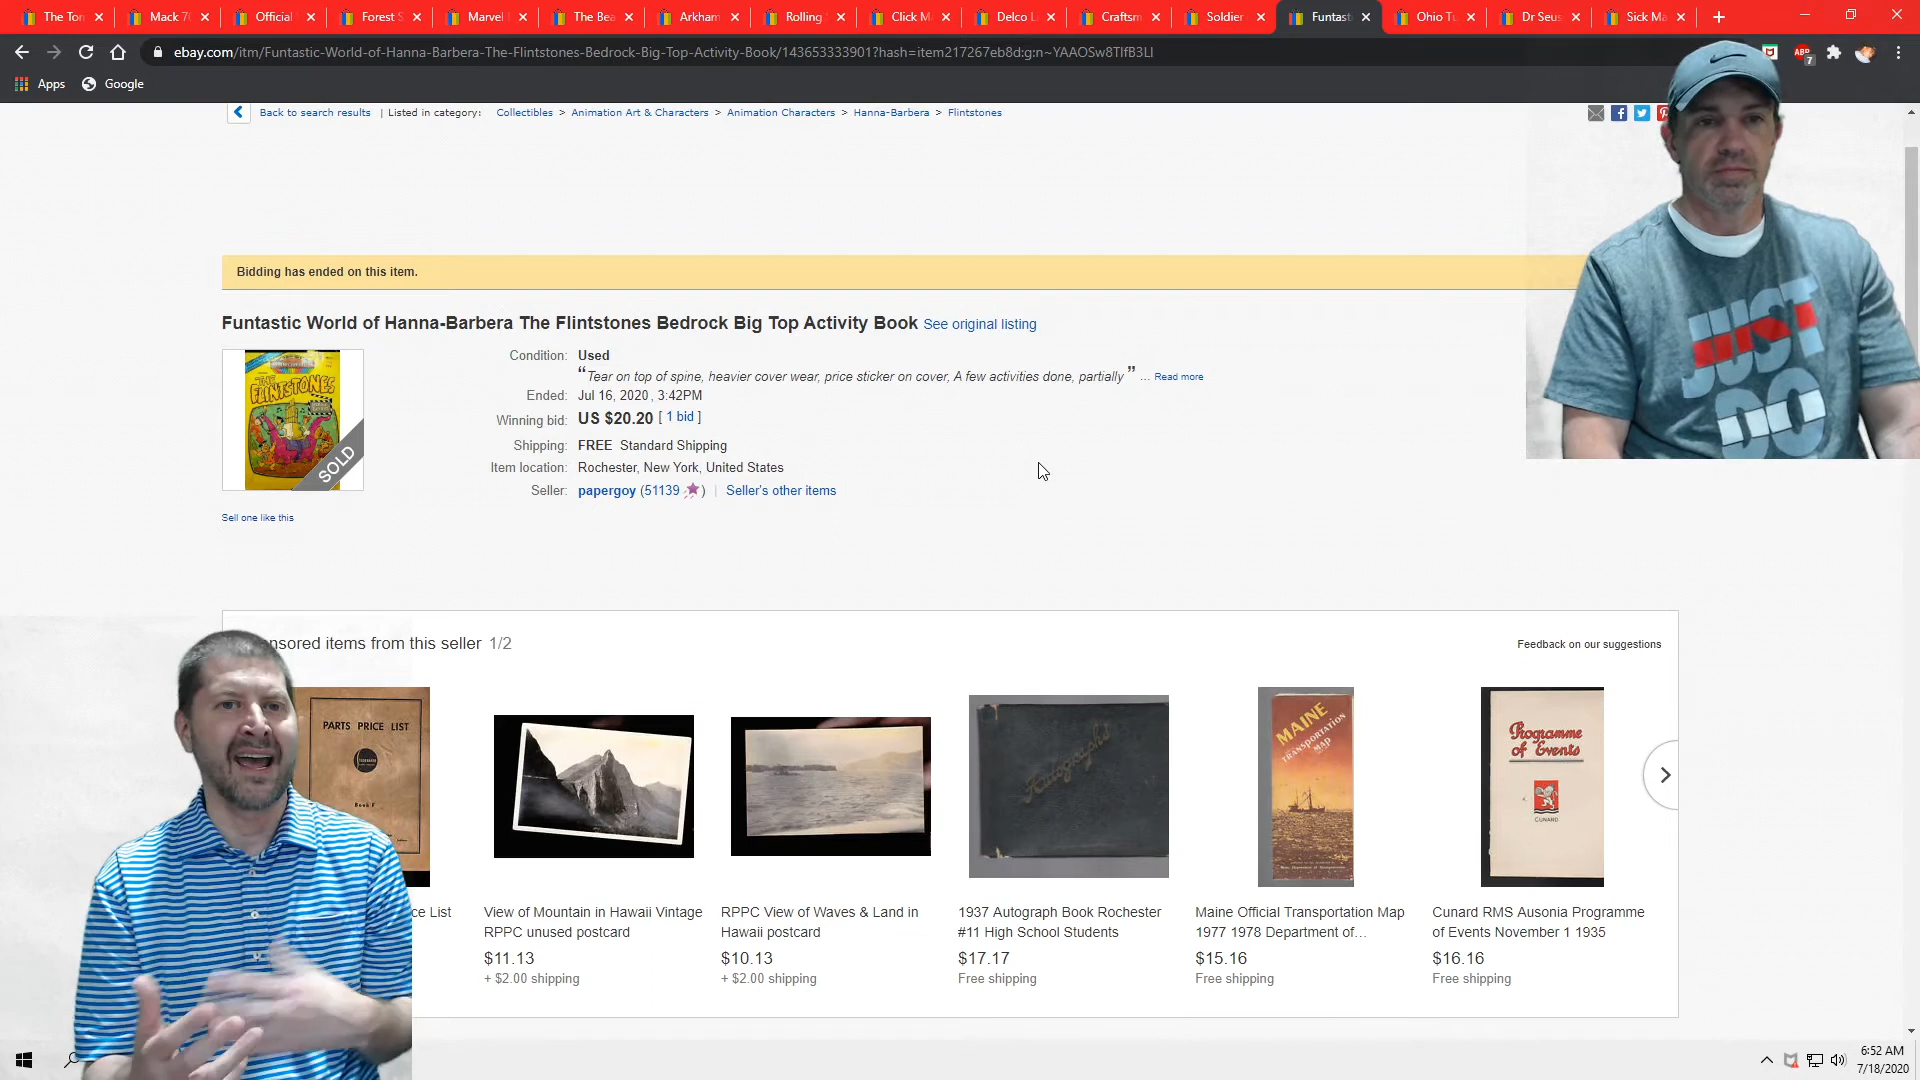 The Ton
Mack 70
Official
Forest S
Marvel
The Bea
Arkham
Rolling
Click M
Delco L
Craftsm
Soldier
Funtast
Ohio Tu
Dr Seus
Sick Ma
ebay.com/itm/Funtastic-World-of-Hanna-Barbera-The-Flintstones-Bedrock-Big-Top-Activity-Book/143653333901?hash=item217267eb8d:g:n~YAAOSw8TlfB3LI
ABP
7
Apps
Google
Back to search results | Listed in category: Collectibles > Animation Art & Characters > Animation Characters > Hanna-Barbera > Flintstones
Bidding has ended on this item.
Funtastic World of Hanna-Barbera The Flintstones Bedrock Big Top Activity Book See original listing
THE FLINTSTONES
SOLD
Condition: Used
“Tear on top of spine, heavier cover wear, price sticker on cover, A few activities done, partially” ... Read more
Ended: Jul 16, 2020 , 3:42PM
Winning bid: US $20.20 [ 1 bid ]
Shipping: FREE Standard Shipping
Item location: Rochester, New York, United States
Seller: papergoy (51139 ) | Seller's other items
Sell one like this
JUST
DO
nsored items from this seller 1/2
Feedback on our suggestions
PARTS PRICE LIST
Book F
Autographs
MAINE
TRANSPORTATION
MAP
Programme
of Events
CUNARD
ce List
View of Mountain in Hawaii Vintage
RPPC unused postcard
$11.13
+ $2.00 shipping
RPPC View of Waves & Land in
Hawaii postcard
$10.13
+ $2.00 shipping
1937 Autograph Book Rochester
#11 High School Students
$17.17
Free shipping
Maine Official Transportation Map
1977 1978 Department of...
$15.16
Free shipping
Cunard RMS Ausonia Programme
of Events November 1 1935
$16.16
Free shipping
6:52 AM
7/18/2020